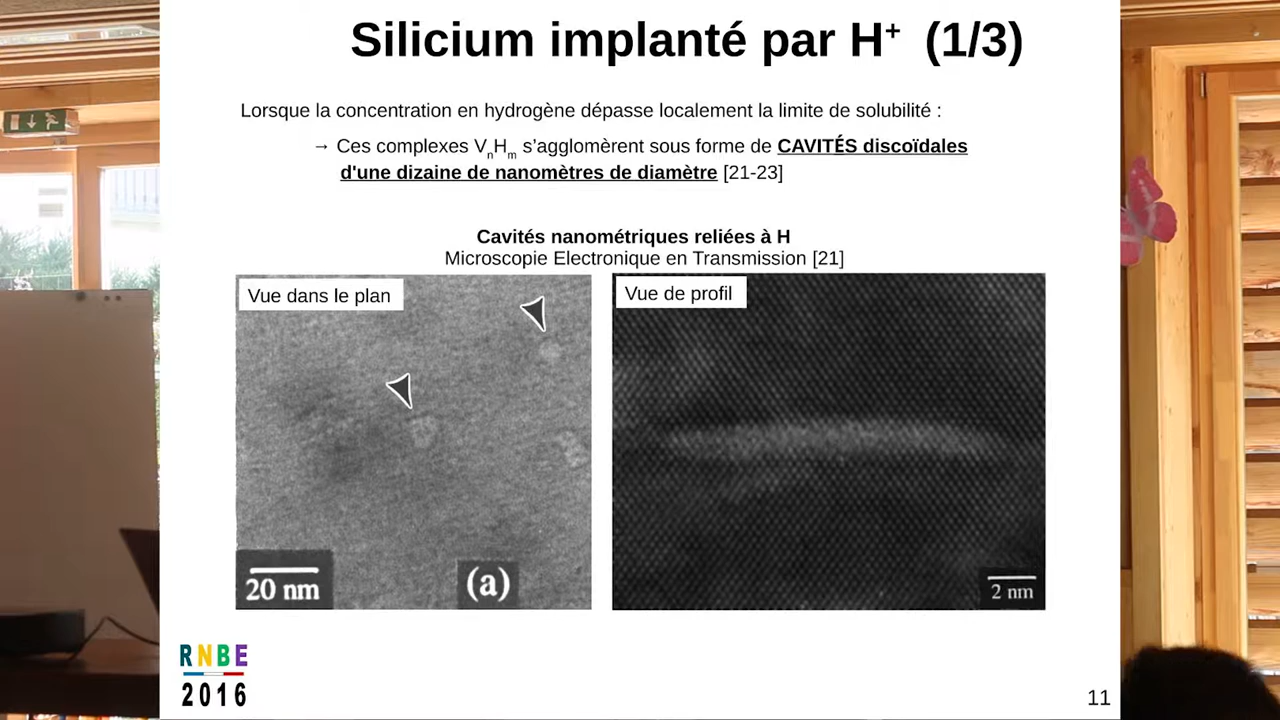 Silicium implanté par H⁺ (1/3)
Lorsque la concentration en hydrogène dépasse localement la limite de solubilité :
→ Ces complexes VₙHₘ s'agglomèrent sous forme de CAVITÉS discoïdales
d'une dizaine de nanomètres de diamètre [21-23]
Cavités nanométriques reliées à H
Microscopie Electronique en Transmission [21]
Vue dans le plan
Vue de profil
20 nm
(a)
2 nm
RNBE
2016
11